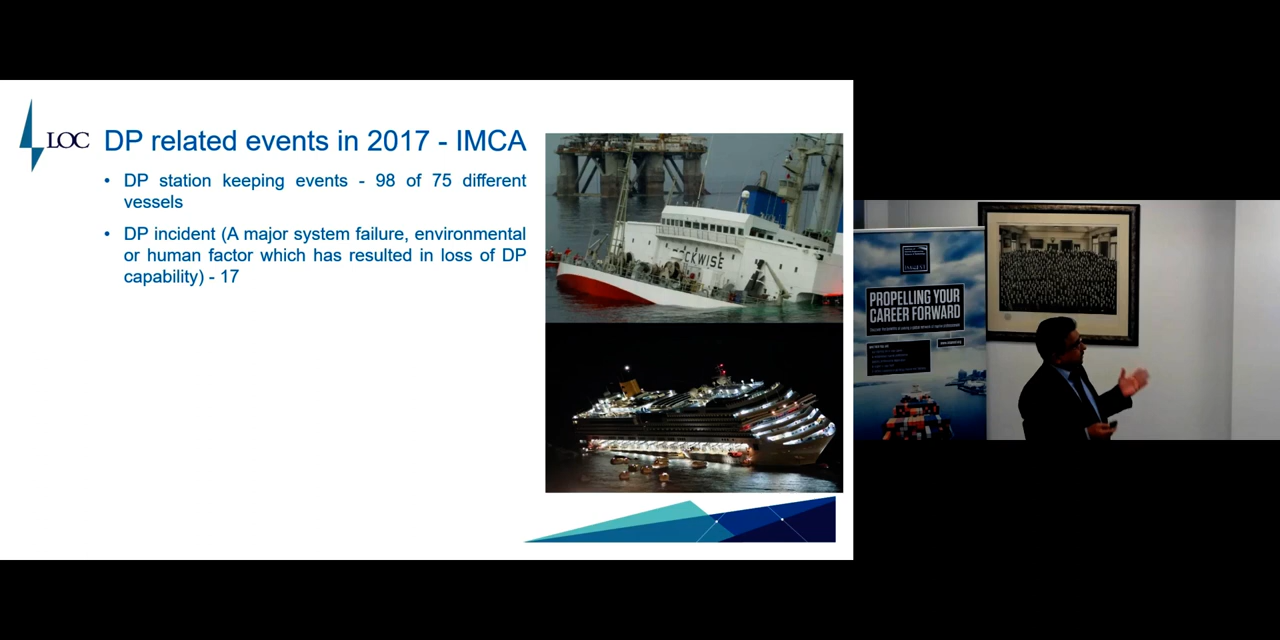 LOC
DP related events in 2017 - IMCA
• DP station keeping events - 98 of 75 different
vessels
• DP incident (A major system failure, environmental
or human factor which has resulted in loss of DP
capability) - 17
OCKWISE
PROPELLING YOUR
CAREER FORWARD